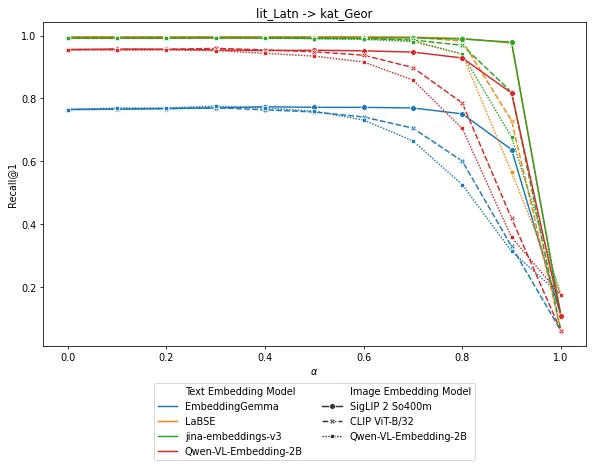 lit_Latn -> kat_Geor
Recall@1
1.0
0.8
0.6
0.4
0.2
0.0 0.2 0.4 0.6 0.8 1.0
α
Text Embedding Model
EmbeddingGemma
LaBSE
jina-embeddings-v3
Qwen-VL-Embedding-2B
Image Embedding Model
SigLIP 2 So400m
CLIP ViT-B/32
Qwen-VL-Embedding-2B